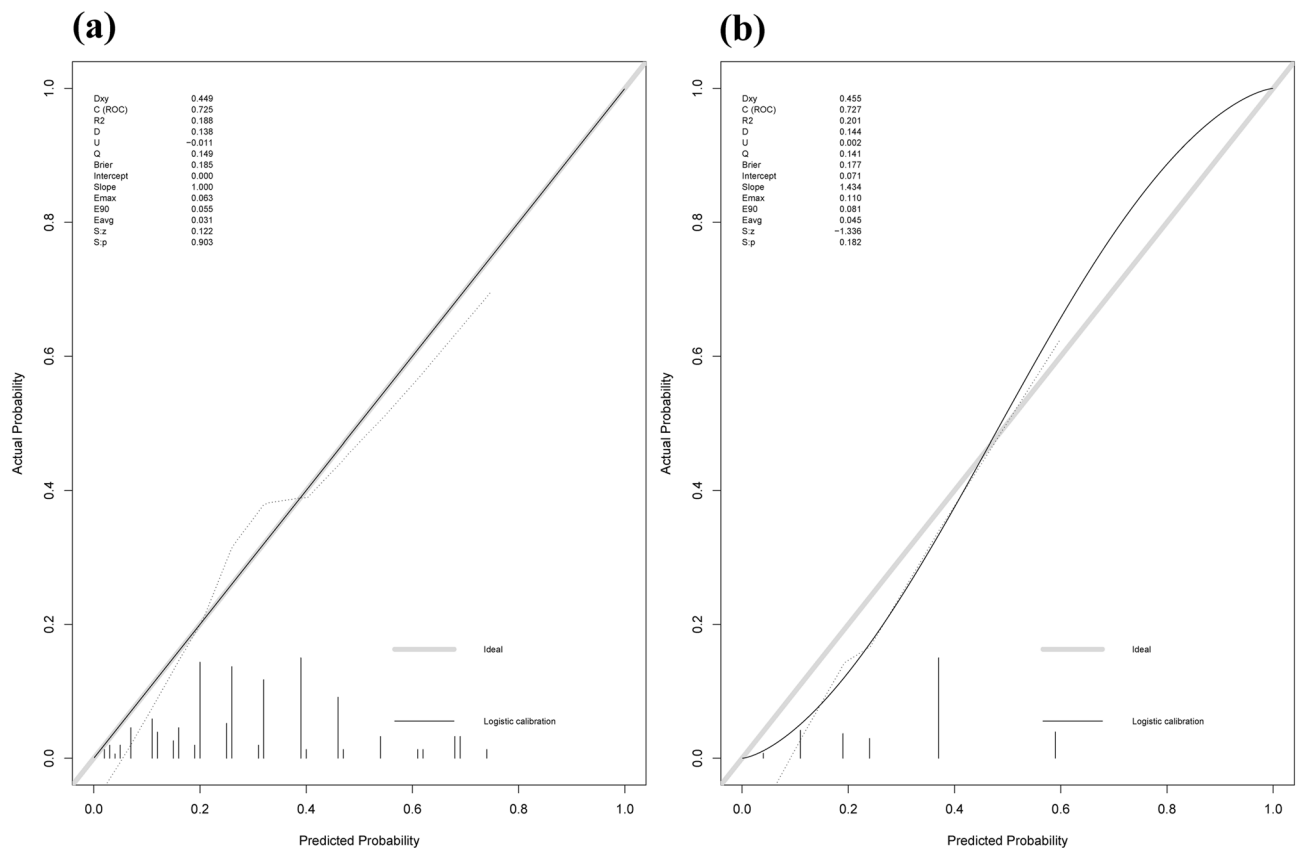 (a)
Dxy 0.449
C (ROC) 0.725
R2 0.188
D 0.138
U −0.011
Q 0.149
Brier 0.185
Intercept 0.000
Slope 1.000
Emax 0.063
E90 0.055
Eavg 0.031
S:z 0.122
S:p 0.903
1.0
0.8
0.6
0.4
0.2
0.0
Actual Probability
Ideal
Logistic calibration
0.0 0.2 0.4 0.6 0.8 1.0
Predicted Probability
(b)
Dxy 0.455
C (ROC) 0.727
R2 0.201
D 0.144
U 0.002
Q 0.141
Brier 0.177
Intercept 0.071
Slope 1.434
Emax 0.110
E90 0.081
Eavg 0.045
S:z −1.336
S:p 0.182
1.0
0.8
0.6
0.4
0.2
0.0
Actual Probability
Ideal
Logistic calibration
0.0 0.2 0.4 0.6 0.8 1.0
Predicted Probability